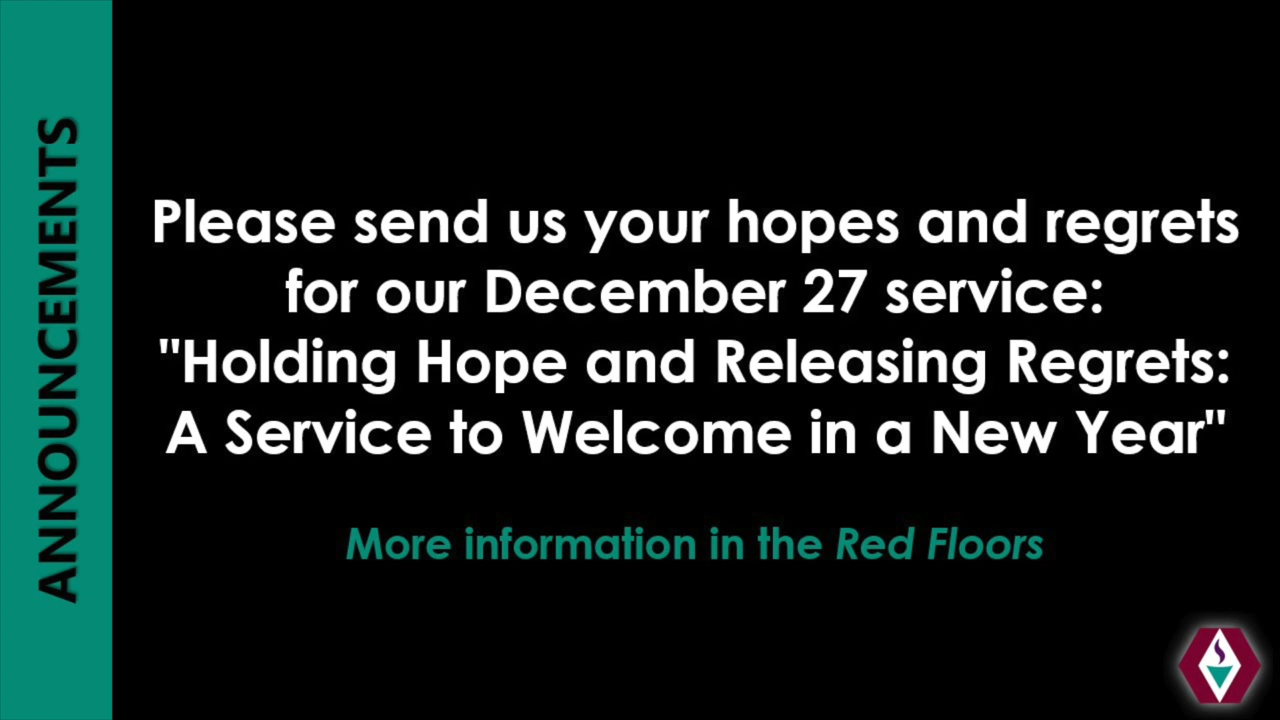 ANNOUNCEMENTS
Please send us your hopes and regrets
for our December 27 service:
"Holding Hope and Releasing Regrets:
A Service to Welcome in a New Year"
More information in the Red Floors